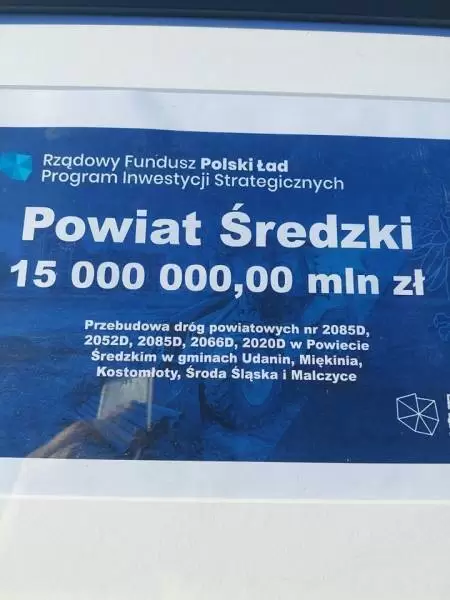 Rządowy Fundusz Polski Ład
Program Inwestycji Strategicznych
Powiat Średzki
15 000 000,00 mln zł
Przebudowa dróg powiatowych nr 2085D,
2052D, 2085D, 2066D, 2020D w Powiecie
Średzkim w gminach Udanin, Miękinia,
Kostomłoty, Środa Śląska i Malczyce